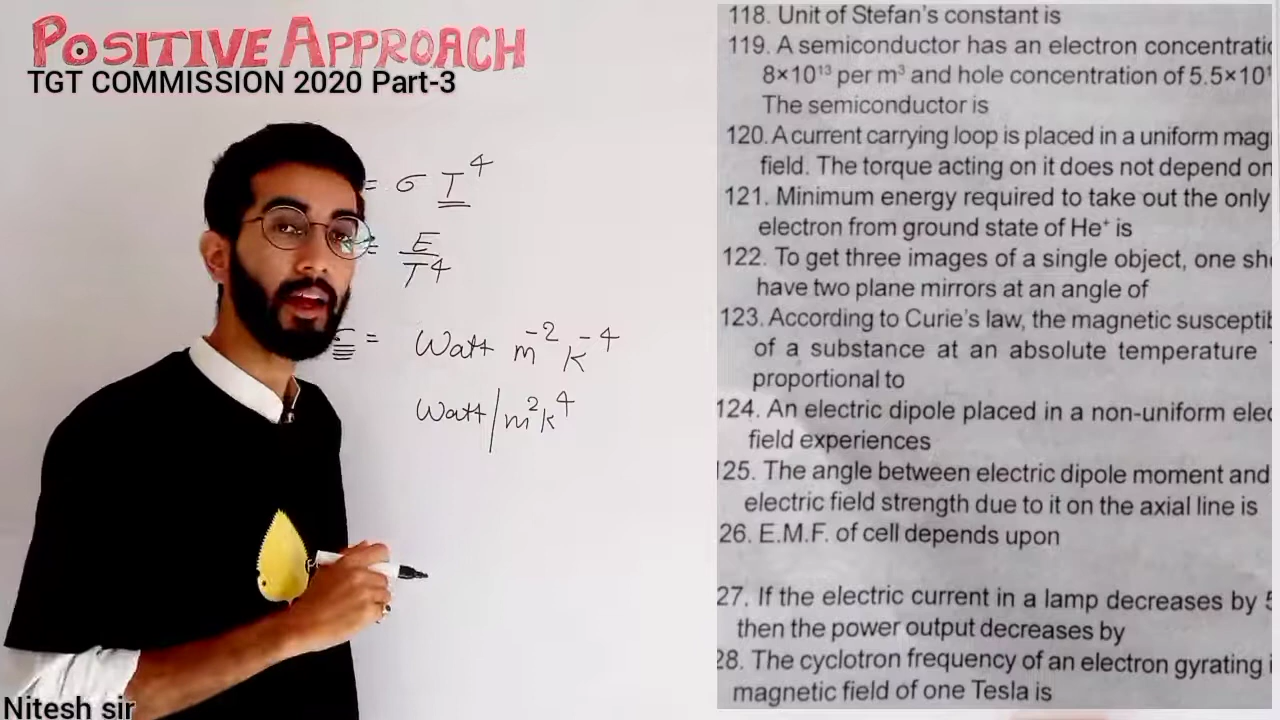 POSITIVE APPROACH
TGT COMMISSION 2020 Part-3
= σ T⁴
= E
T⁴
= Watt m⁻² K⁻⁴
Watt/m²K⁴
Nitesh sir
118. Unit of Stefan's constant is
119. A semiconductor has an electron
8×10¹³ per m³ and hole concentration of
The semiconductor is
120. A current carrying loop is placed in a uniform
field. The torque acting on it does not depend on
121. Minimum energy required to take out the only
electron from ground state of He⁺ is
122. To get three images of a single object, one
have two plane mirrors at an angle of
123. According to Curie's law, the magnetic
of a substance at an absolute temperature
proportional to
124. An electric dipole placed in a non-uniform
field experiences
125. The angle between electric dipole moment and
electric field strength due to it on the axial line is
26. E.M.F. of cell depends upon
27. If the electric current in a lamp decreases by 5
then the power output decreases by
28. The cyclotron frequency of an electron gyrating
magnetic field of one Tesla is